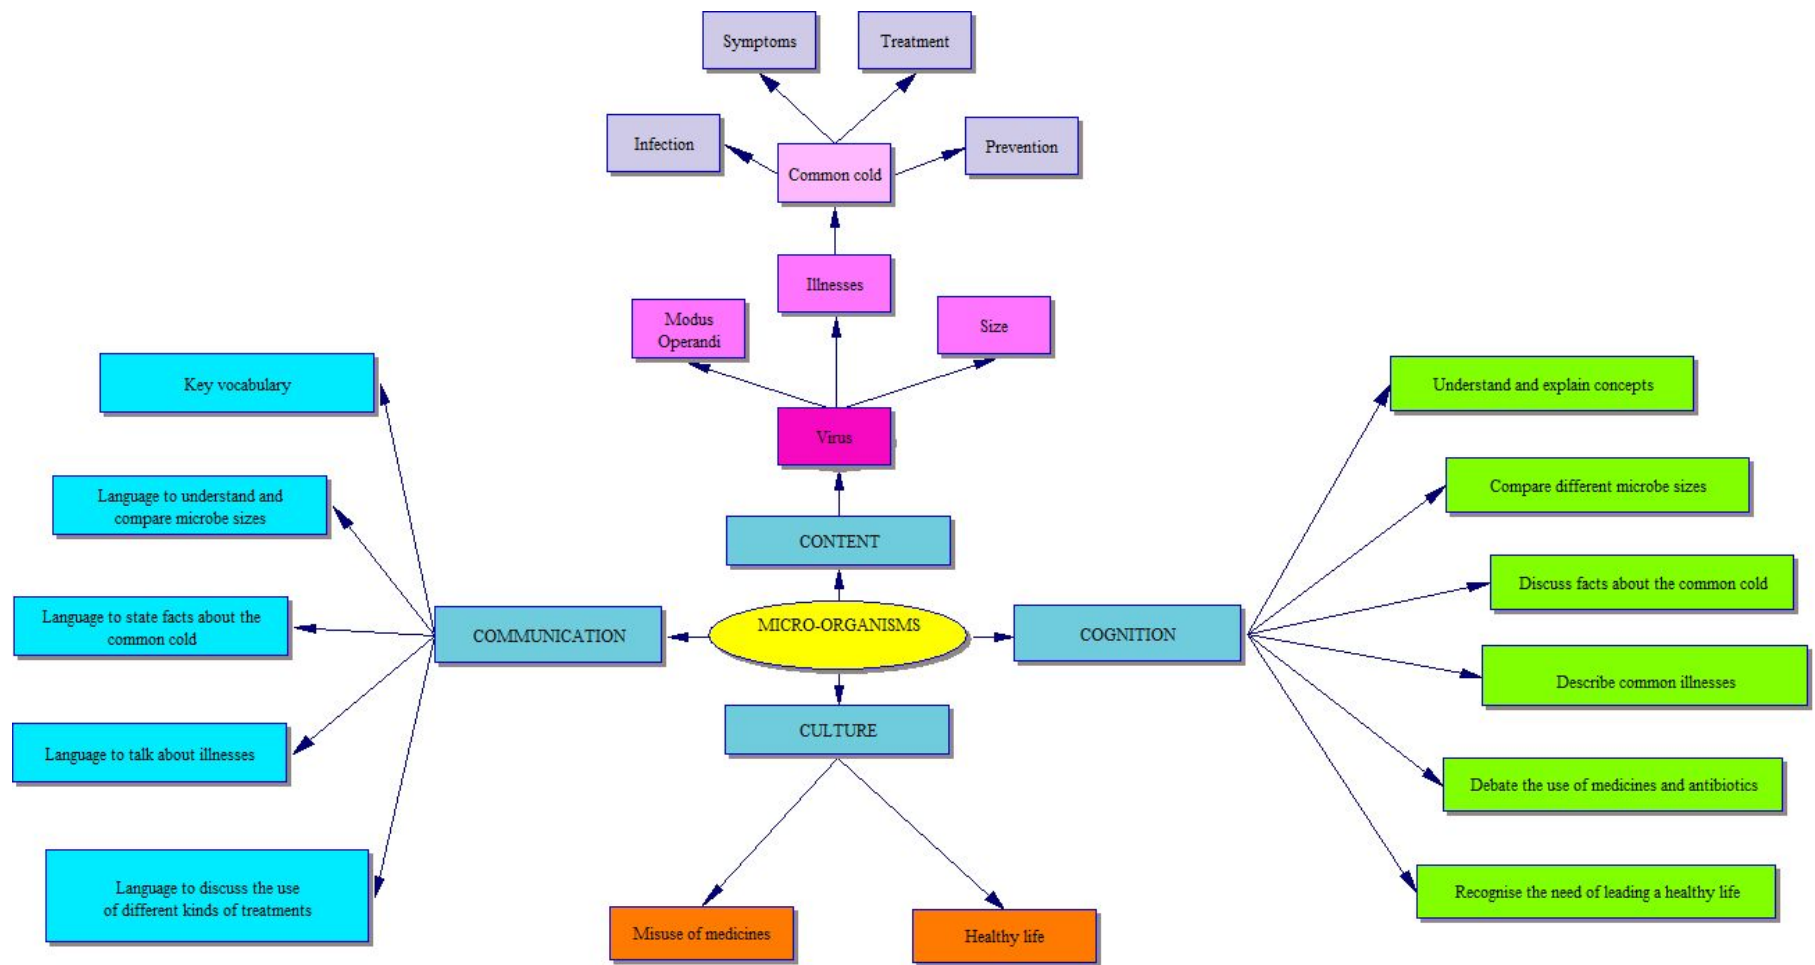 Symptoms
Treatment
Infection
Prevention
Common cold
Illnesses
Modus
Operandi
Size
Virus
CONTENT
MICRO-ORGANISMS
COMMUNICATION
COGNITION
CULTURE
Key vocabulary
Language to understand and
compare microbe sizes
Language to state facts about the
common cold
Language to talk about illnesses
Language to discuss the use
of different kinds of treatments
Understand and explain concepts
Compare different microbe sizes
Discuss facts about the common cold
Describe common illnesses
Debate the use of medicines and antibiotics
Recognise the need of leading a healthy life
Misuse of medicines
Healthy life